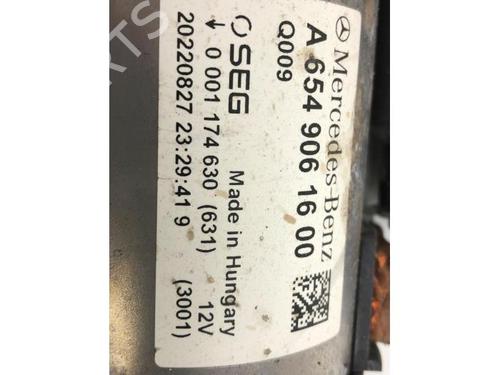 Mercedes-Benz
A 654 906 16 00
Q009
SEG Made in Hungary
0 001 174 630 (631) 12V
20220827 23:29:41 9 (3001)